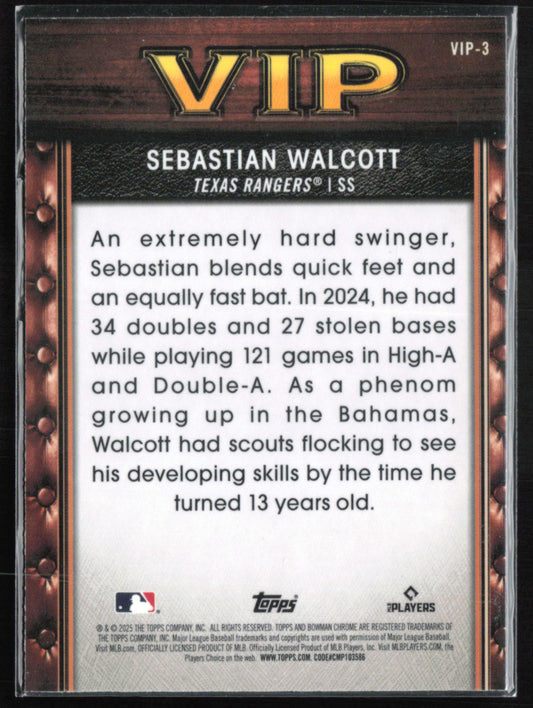 VIP-3
VIP
SEBASTIAN WALCOTT
TEXAS RANGERS® | SS
An extremely hard swinger,
Sebastian blends quick feet and
an equally fast bat. In 2024, he had
34 doubles and 27 stolen bases
while playing 121 games in High-A
and Double-A. As a phenom
growing up in the Bahamas,
Walcott had scouts flocking to see
his developing skills by the time he
turned 13 years old.
topps
MLB PLAYERS
® & © 2025 THE TOPPS COMPANY, INC. ALL RIGHTS RESERVED. TOPPS AND BOWMAN CHROME ARE REGISTERED TRADEMARKS OF
THE TOPPS COMPANY, INC. Major League Baseball trademarks and copyrights are used with permission of Major League Baseball.
Visit MLB.com. OFFICIALLY LICENSED PRODUCT OF MLB. Officially Licensed Product of MLB Players, Inc. Visit MLBPLAYERS.COM, the
Players Choice on the web. WWW.TOPPS.COM. CODE#CMP103586